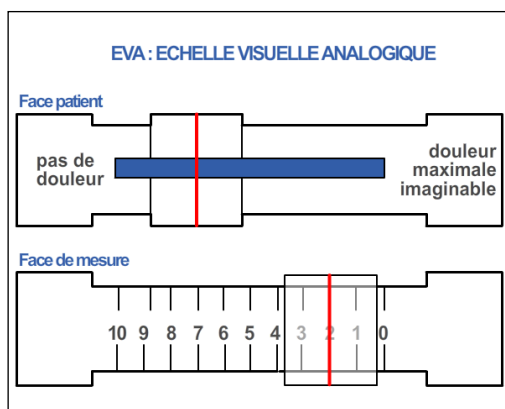 EVA : ECHELLE VISUELLE ANALOGIQUE
Face patient
pas de
douleur
douleur
maximale
imaginable
Face de mesure
10 9 8 7 6 5 4 3 2 1 0